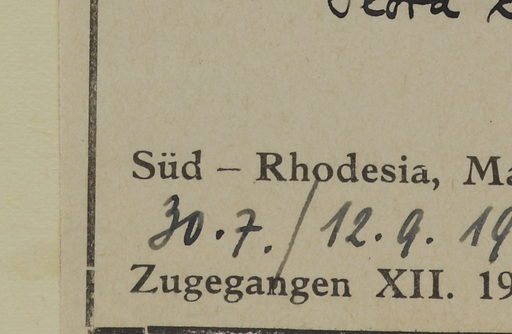 Süd – Rhodesia, Ma
30.7. / 12.9. 19
Zugegangen XII. 19